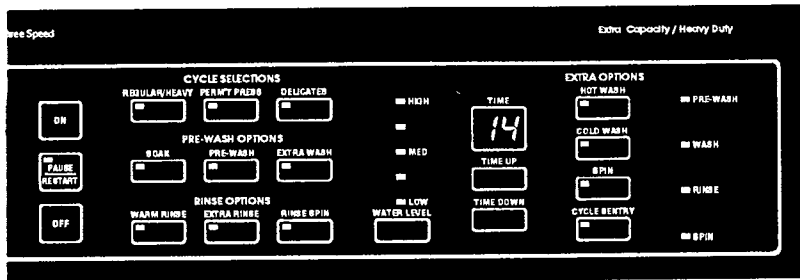 Three Speed
Extra Capacity / Heavy Duty
CYCLE SELECTIONS
REGULAR/HEAVY PERM'T PRESS DELICATES
PRE-WASH OPTIONS
SOAK PRE-WASH EXTRA WASH
RINSE OPTIONS
WARM RINSE EXTRA RINSE RINSE SPIN
ON
PAUSE
RESTART
OFF
HIGH
MED
LOW
WATER LEVEL
TIME
14
TIME UP
TIME DOWN
EXTRA OPTIONS
HOT WASH
COLD WASH
SPIN
CYCLE SENTRY
PRE-WASH
WASH
RINSE
SPIN